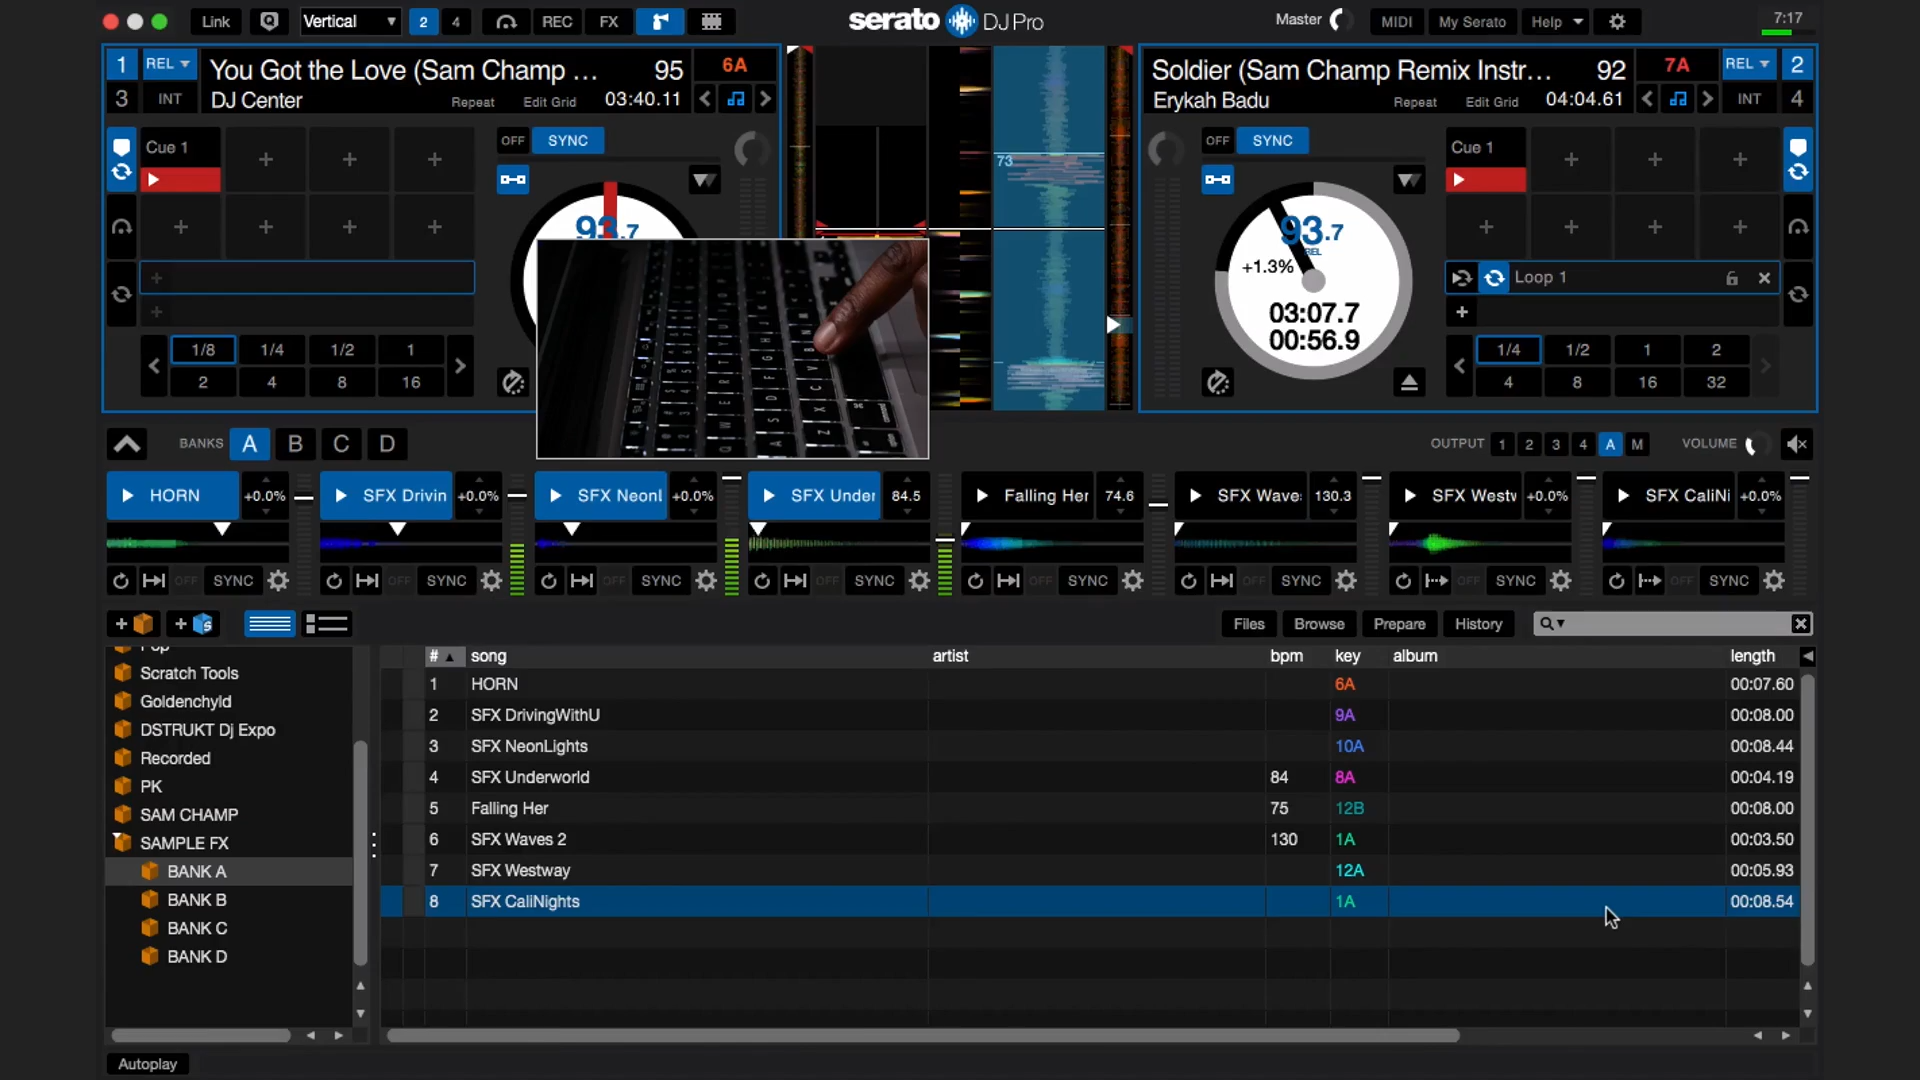 Link Vertical 2 4 REC FX serato DJ Pro Master MIDI My Serato Help 7:17
1 REL You Got the Love (Sam Champ ... 95 6A
3 INT DJ Center Repeat Edit Grid 03:40.11
Soldier (Sam Champ Remix Instr... 92 7A REL 2
Erykah Badu Repeat Edit Grid 04:04.61 INT 4
Cue 1 OFF SYNC
93.7
1/8 1/4 1/2 1
2 4 8 16
73
OFF SYNC Cue 1
93.7
REL
+1.3%
03:07.7
00:56.9
Loop 1
1/4 1/2 1 2
4 8 16 32
BANKS A B C D OUTPUT 1 2 3 4 A M VOLUME
HORN +0.0% SFX Drivin +0.0% SFX Neonl +0.0% SFX Under 84.5 Falling Her 74.6 SFX Wave: 130.3 SFX Westv +0.0% SFX CaliNi +0.0%
OFF SYNC OFF SYNC OFF SYNC OFF SYNC OFF SYNC OFF SYNC OFF SYNC OFF SYNC
Files Browse Prepare History
Pop
Scratch Tools
Goldenchyld
DSTRUKT Dj Expo
Recorded
PK
SAM CHAMP
SAMPLE FX
BANK A
BANK B
BANK C
BANK D
# song artist bpm key album length
1 HORN 6A 00:07.60
2 SFX DrivingWithU 9A 00:08.00
3 SFX NeonLights 10A 00:08.44
4 SFX Underworld 84 8A 00:04.19
5 Falling Her 75 12B 00:08.00
6 SFX Waves 2 130 1A 00:03.50
7 SFX Westway 12A 00:05.93
8 SFX CaliNights 1A 00:08.54
Autoplay